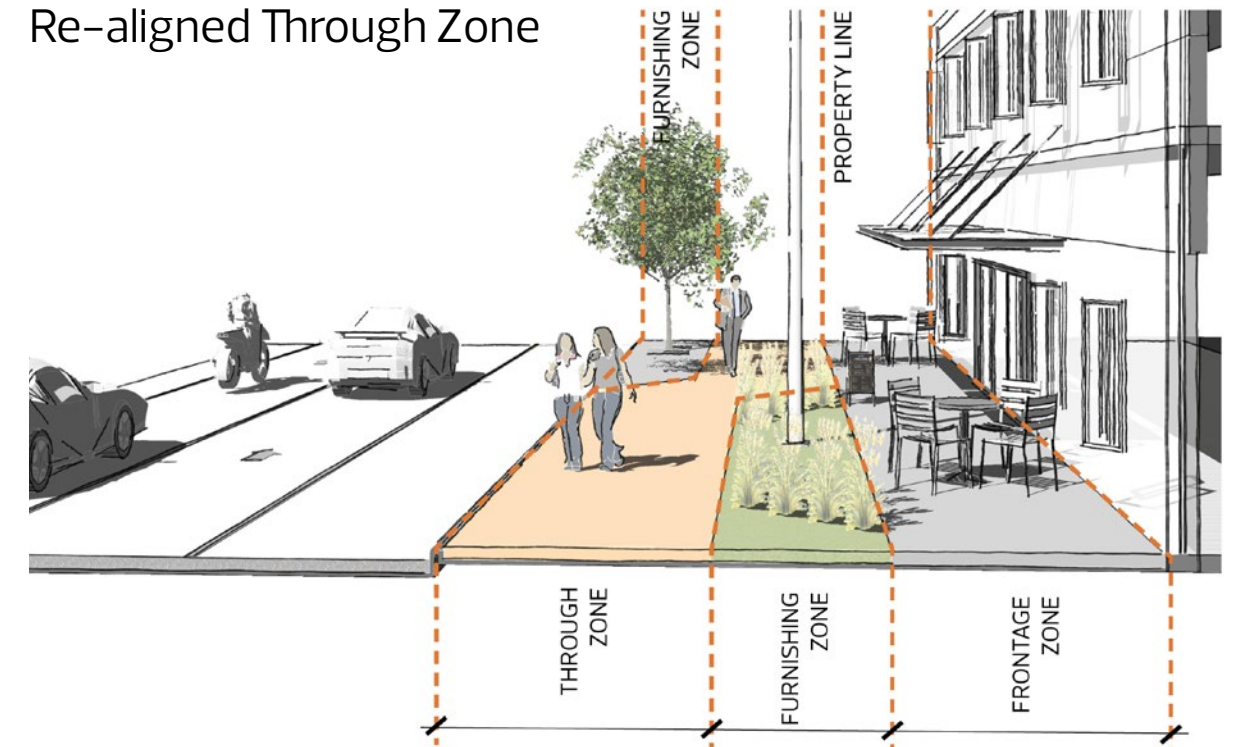 Re-aligned Through Zone
FURNISHING
ZONE
PROPERTY LINE
THROUGH
ZONE
FURNISHING
ZONE
FRONTAGE
ZONE